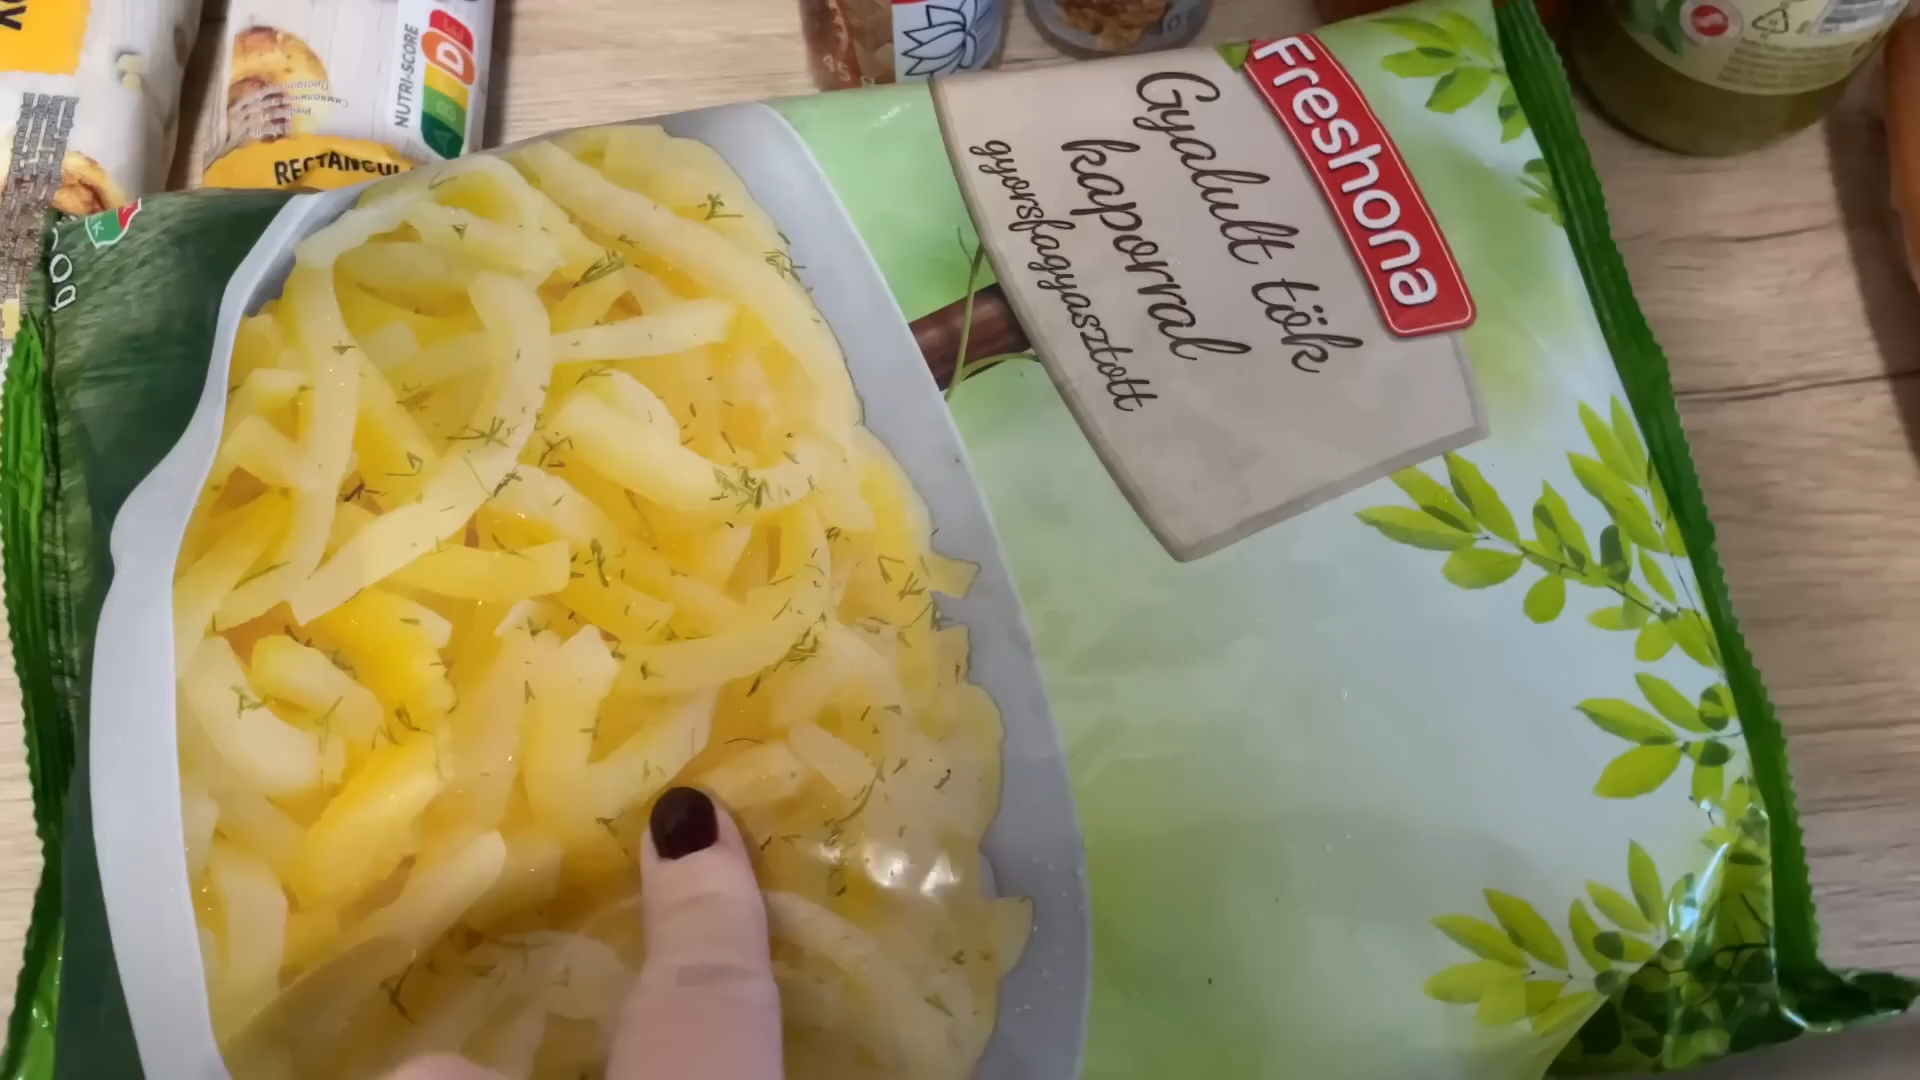 Freshona
Gyalult tök
kaporral
gyorsfagyasztott
NUTRI-SCORE
D
RECTANGUL